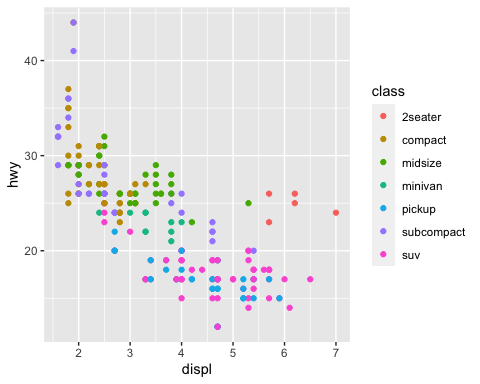 40
30
20
hwy
2
3
4
5
6
7
displ
class
2seater
compact
midsize
minivan
pickup
subcompact
suv